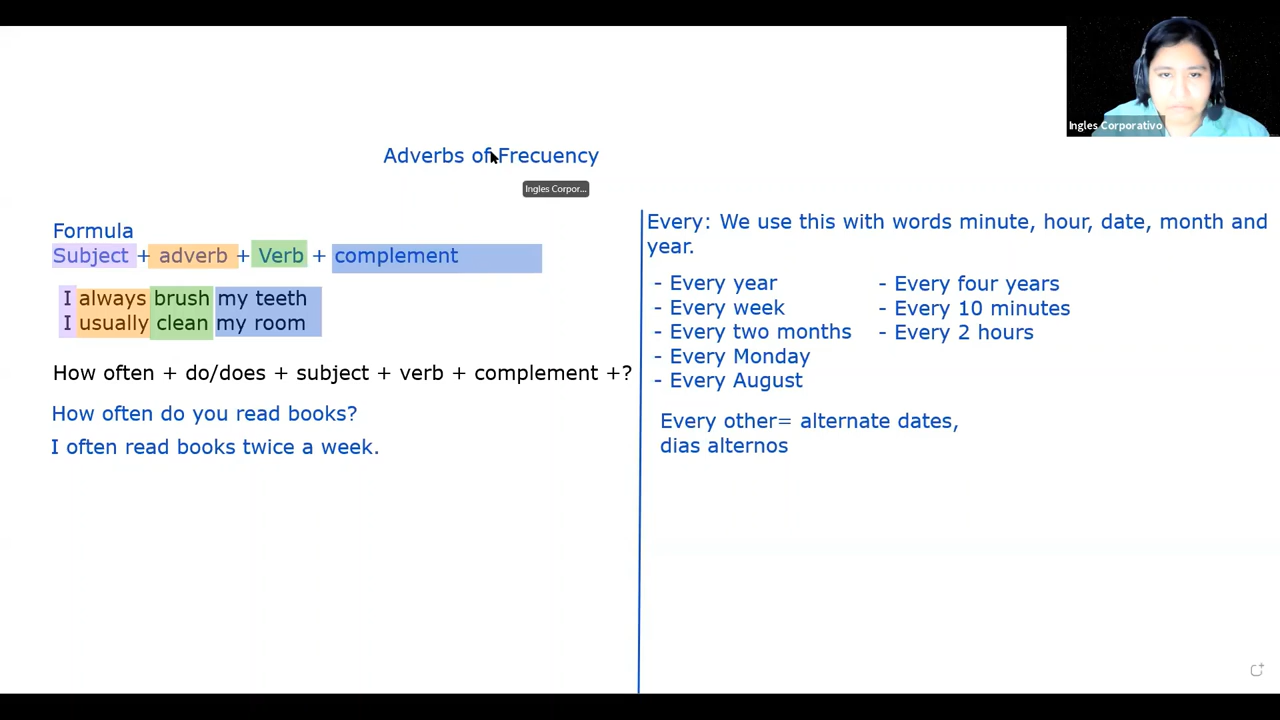 Ingles Corporativo
Adverbs of Frecuency
Ingles Corpor...
Formula
Subject + adverb + Verb + complement
I always brush my teeth
I usually clean my room
How often + do/does + subject + verb + complement +?
How often do you read books?
I often read books twice a week.
Every: We use this with words minute, hour, date, month and
year.
- Every year
- Every week
- Every two months
- Every Monday
- Every August
- Every four years
- Every 10 minutes
- Every 2 hours
Every other= alternate dates,
dias alternos